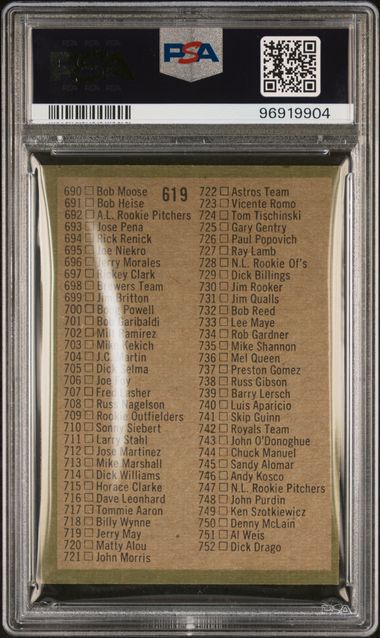 PSA
96919904
619
690 Bob Moose
691 Bob Heise
692 A.L. Rookie Pitchers
693 Jose Pena
694 Rick Renick
695 Joe Niekro
696 Jerry Morales
697 Rickey Clark
698 Brewers Team
699 Jim Britton
700 Boog Powell
701 Bob Garibaldi
702 Milt Ramirez
703 Mike Kekich
704 J.C. Martin
705 Dick Selma
706 Joe Foy
707 Fred Lasher
708 Russ Nagelson
709 Rookie Outfielders
710 Sonny Siebert
711 Larry Stahl
712 Jose Martinez
713 Mike Marshall
714 Dick Williams
715 Horace Clarke
716 Dave Leonhard
717 Tommie Aaron
718 Billy Wynne
719 Jerry May
720 Matty Alou
721 John Morris
722 Astros Team
723 Vicente Romo
724 Tom Tischinski
725 Gary Gentry
726 Paul Popovich
727 Ray Lamb
728 N.L. Rookie Of's
729 Dick Billings
730 Jim Rooker
731 Jim Qualls
732 Bob Reed
733 Lee Maye
734 Rob Gardner
735 Mike Shannon
736 Mel Queen
737 Preston Gomez
738 Russ Gibson
739 Barry Lersch
740 Luis Aparicio
741 Skip Guinn
742 Royals Team
743 John O'Donoghue
744 Chuck Manuel
745 Sandy Alomar
746 Andy Kosco
747 N.L. Rookie Pitchers
748 John Purdin
749 Ken Szotkiewicz
750 Denny McLain
751 Al Weis
752 Dick Drago